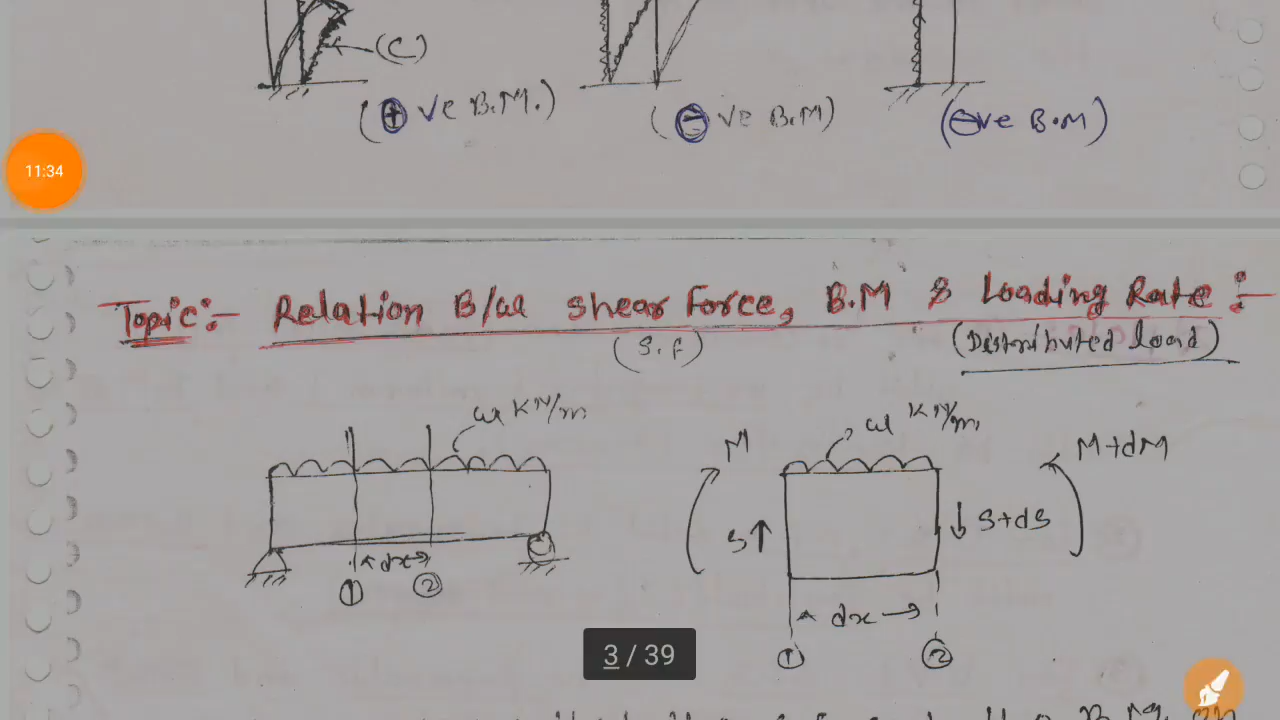 (C)
(⊕ ve B.M.)
(⊖ ve B.M)
(⊖ve B.M)
11:34
Topic:- Relation B/w Shear Force, B.M & Loading Rate:-
(S.F)
(Distributed load)
w KN/m
dx
① ②
M
w KN/m
M+dM
S↑
↓ S+dS
dx
① ②
3 / 39